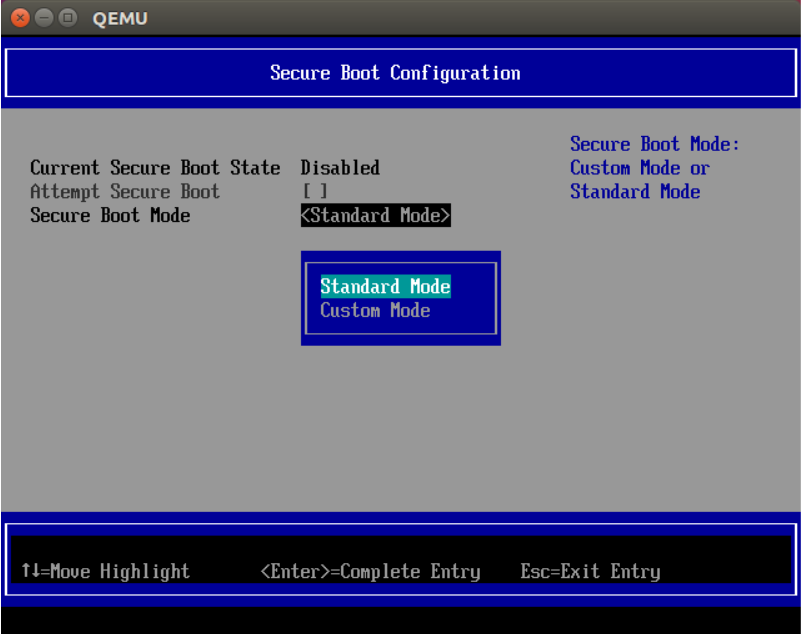 QEMU
Secure Boot Configuration
Current Secure Boot State Disabled
Attempt Secure Boot [ ]
Secure Boot Mode <Standard Mode>
Secure Boot Mode:
Custom Mode or
Standard Mode
Standard Mode
Custom Mode
↑↓=Move Highlight <Enter>=Complete Entry Esc=Exit Entry